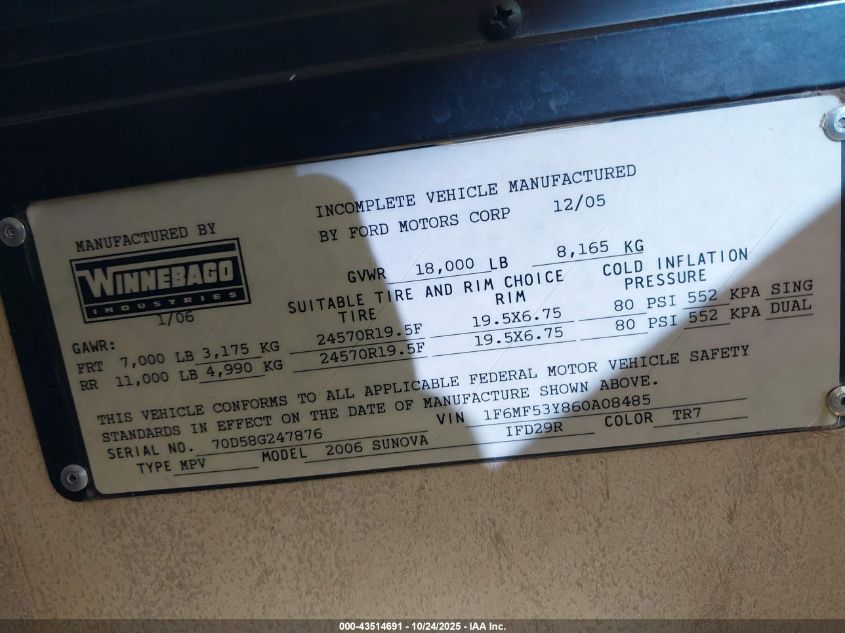 INCOMPLETE VEHICLE MANUFACTURED
BY FORD MOTORS CORP 12/05
MANUFACTURED BY
WINNEBAGO
INDUSTRIES
1/06
GVWR 18,000 LB 8,165 KG
SUITABLE TIRE AND RIM CHOICE COLD INFLATION
TIRE RIM PRESSURE
GAWR:
FRT 7,000 LB 3,175 KG 24570R19.5F 19.5X6.75 80 PSI 552 KPA SING
RR 11,000 LB 4,990 KG 24570R19.5F 19.5X6.75 80 PSI 552 KPA DUAL
THIS VEHICLE CONFORMS TO ALL APPLICABLE FEDERAL MOTOR VEHICLE SAFETY
STANDARDS IN EFFECT ON THE DATE OF MANUFACTURE SHOWN ABOVE.
SERIAL NO. 70D58G247876 VIN 1F6MF53Y860A08485
TYPE MPV MODEL 2006 SUNOVA IFD29R COLOR TR7
000-43514691 - 10/24/2025 - IAA Inc.